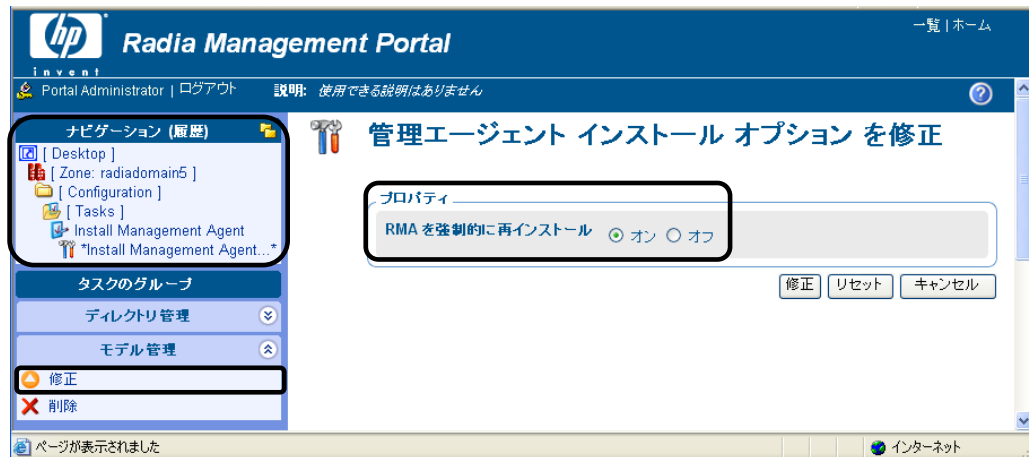 一覧 | ホーム
hp
invent
Radia Management Portal
Portal Administrator | ログアウト
説明: 使用できる説明はありません
?
ナビゲーション (履歴)
[ Desktop ]
[ Zone: radiadomain5 ]
[ Configuration ]
[ Tasks ]
Install Management Agent
*Install Management Agent...*
タスクのグループ
ディレクトリ管理
モデル管理
修正
削除
管理エージェント インストール オプション を修正
プロパティ
RMA を強制的に再インストール オン オフ
修正 リセット キャンセル
ページが表示されました
インターネット